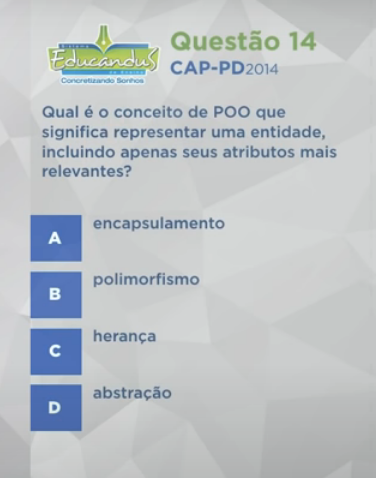 Sistema
Educandus
de Ensino
Concretizando Sonhos
Questão 14
CAP-PD2014
Qual é o conceito de POO que
significa representar uma entidade,
incluindo apenas seus atributos mais
relevantes?
A encapsulamento
B polimorfismo
C herança
D abstração